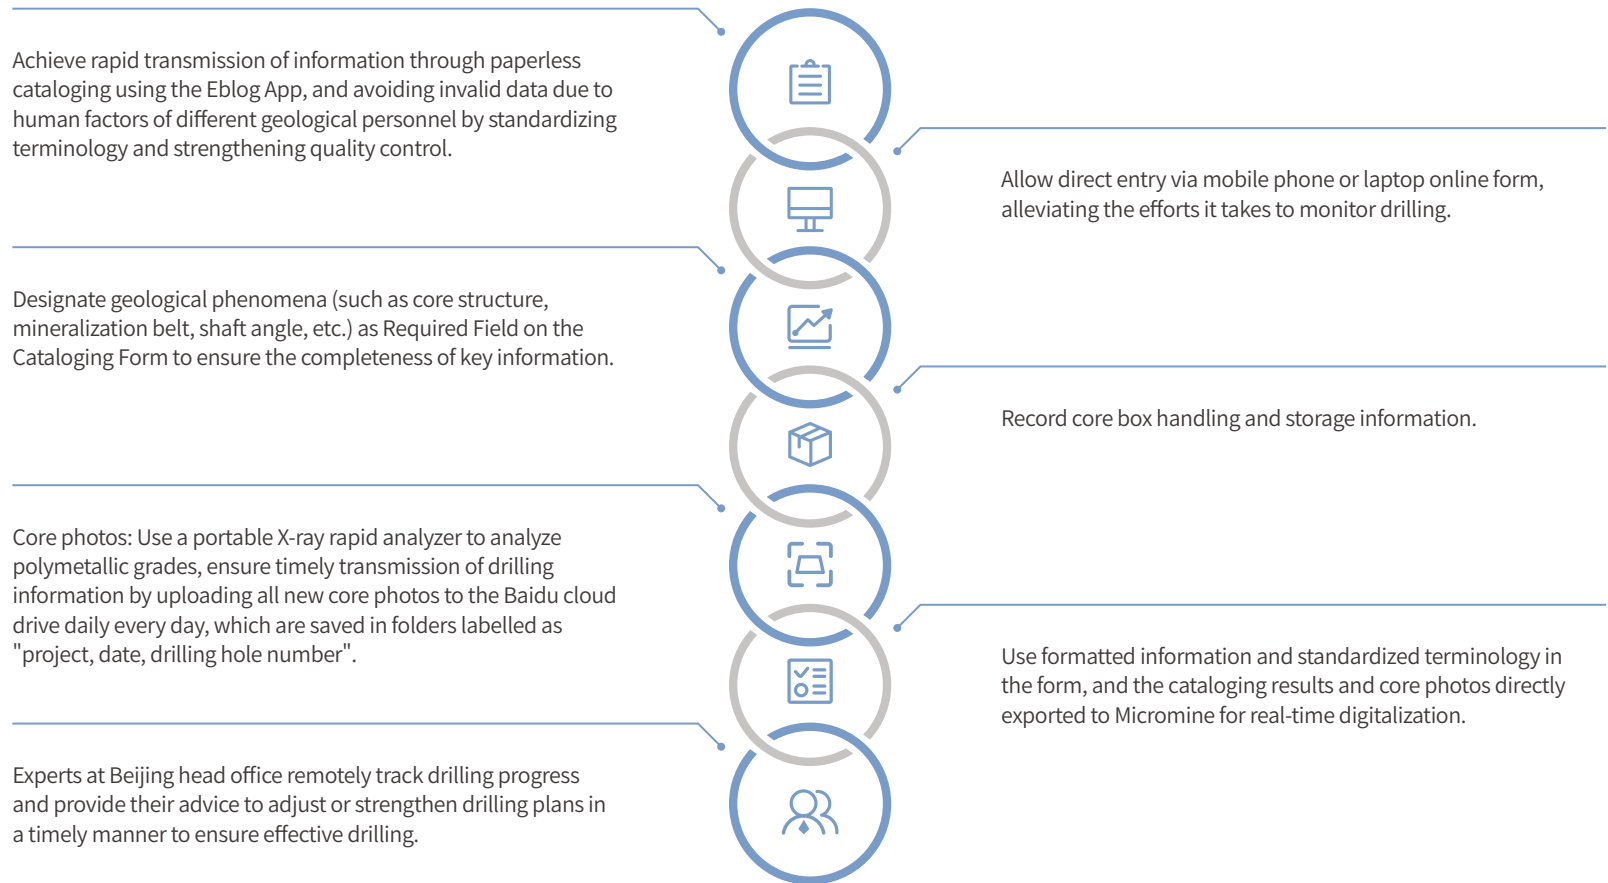 Achieve rapid transmission of information through paperless
cataloging using the Eblog App, and avoiding invalid data due to
human factors of different geological personnel by standardizing
terminology and strengthening quality control.
Allow direct entry via mobile phone or laptop online form,
alleviating the efforts it takes to monitor drilling.
Designate geological phenomena (such as core structure,
mineralization belt, shaft angle, etc.) as Required Field on the
Cataloging Form to ensure the completeness of key information.
Record core box handling and storage information.
Core photos: Use a portable X-ray rapid analyzer to analyze
polymetallic grades, ensure timely transmission of drilling
information by uploading all new core photos to the Baidu cloud
drive daily every day, which are saved in folders labelled as
"project, date, drilling hole number".
Use formatted information and standardized terminology in
the form, and the cataloging results and core photos directly
exported to Micromine for real-time digitalization.
Experts at Beijing head office remotely track drilling progress
and provide their advice to adjust or strengthen drilling plans in
a timely manner to ensure effective drilling.